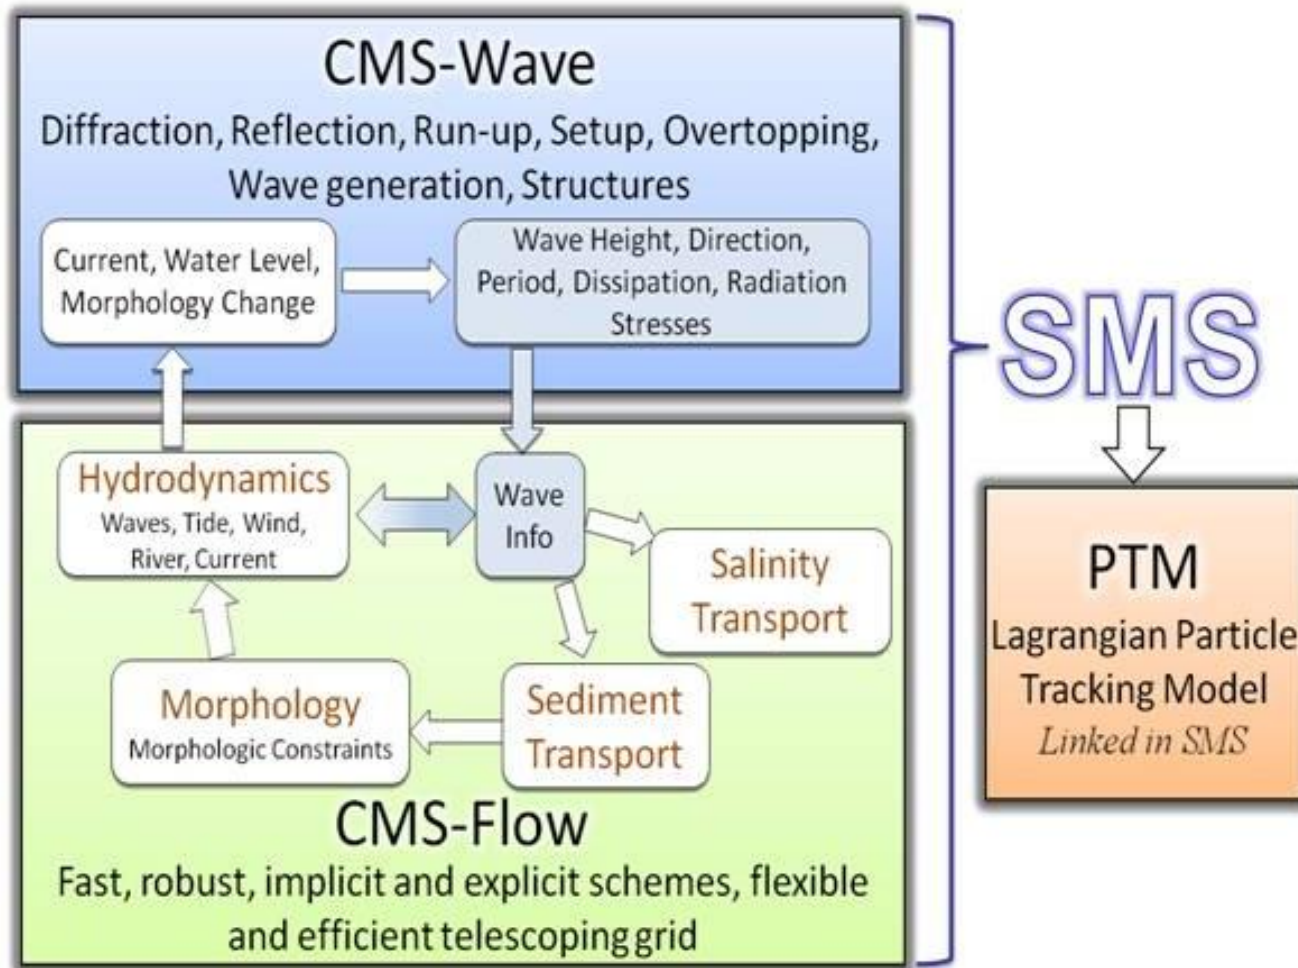 CMS-Wave
Diffraction, Reflection, Run-up, Setup, Overtopping,
Wave generation, Structures
Current, Water Level,
Morphology Change
Wave Height, Direction,
Period, Dissipation, Radiation
Stresses
SMS
Hydrodynamics
Waves, Tide, Wind,
River, Current
Wave
Info
Salinity
Transport
Morphology
Morphologic Constraints
Sediment
Transport
CMS-Flow
Fast, robust, implicit and explicit schemes, flexible
and efficient telescoping grid
PTM
Lagrangian Particle
Tracking Model
Linked in SMS